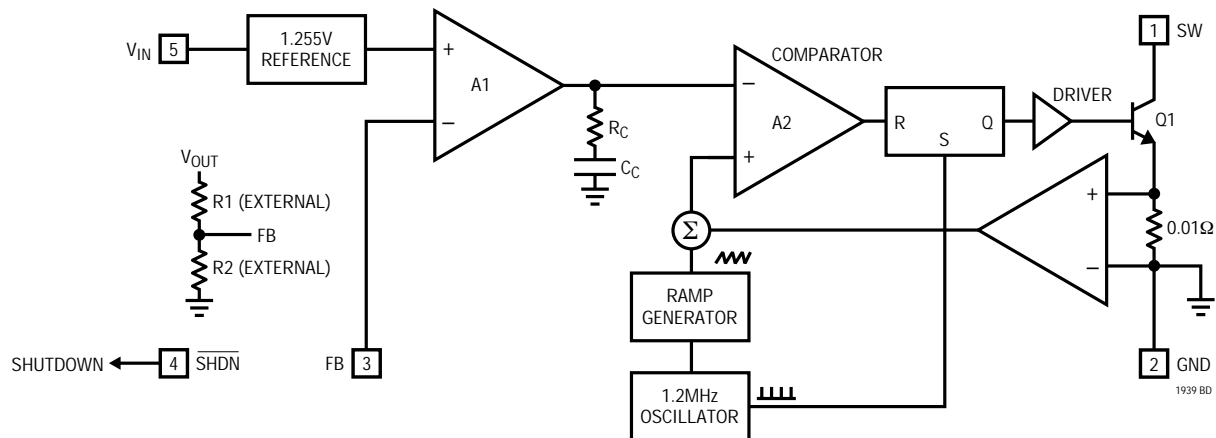 V_IN 5
1.255V
REFERENCE
+
−
A1
R_C
C_C
COMPARATOR
−
+
A2
R
Q
S
DRIVER
1 SW
Q1
V_OUT
R1 (EXTERNAL)
FB
R2 (EXTERNAL)
Σ
+
−
0.01Ω
RAMP
GENERATOR
SHUTDOWN
4 SHDN
FB 3
1.2MHz
OSCILLATOR
2 GND
1939 BD